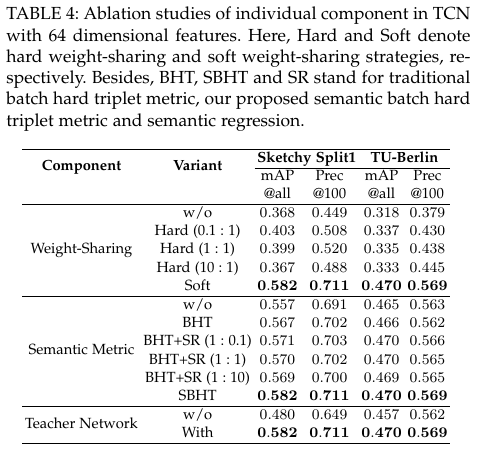 TABLE 4: Ablation studies of individual component in TCN
with 64 dimensional features. Here, Hard and Soft denote
hard weight-sharing and soft weight-sharing strategies, re-
spectively. Besides, BHT, SBHT and SR stand for traditional
batch hard triplet metric, our proposed semantic batch hard
triplet metric and semantic regression.
Component Variant Sketchy Split1 TU-Berlin
mAP Prec mAP Prec
@all @100 @all @100
w/o 0.368 0.449 0.318 0.379
Hard (0.1 : 1) 0.403 0.508 0.337 0.430
Weight-Sharing Hard (1 : 1) 0.399 0.520 0.335 0.438
Hard (10 : 1) 0.367 0.488 0.333 0.445
Soft 0.582 0.711 0.470 0.569
w/o 0.557 0.691 0.465 0.563
BHT 0.567 0.702 0.466 0.562
BHT+SR (1 : 0.1) 0.571 0.703 0.470 0.566
Semantic Metric BHT+SR (1 : 1) 0.570 0.702 0.470 0.565
BHT+SR (1 : 10) 0.569 0.700 0.469 0.565
SBHT 0.582 0.711 0.470 0.569
Teacher Network w/o 0.480 0.649 0.457 0.562
With 0.582 0.711 0.470 0.569